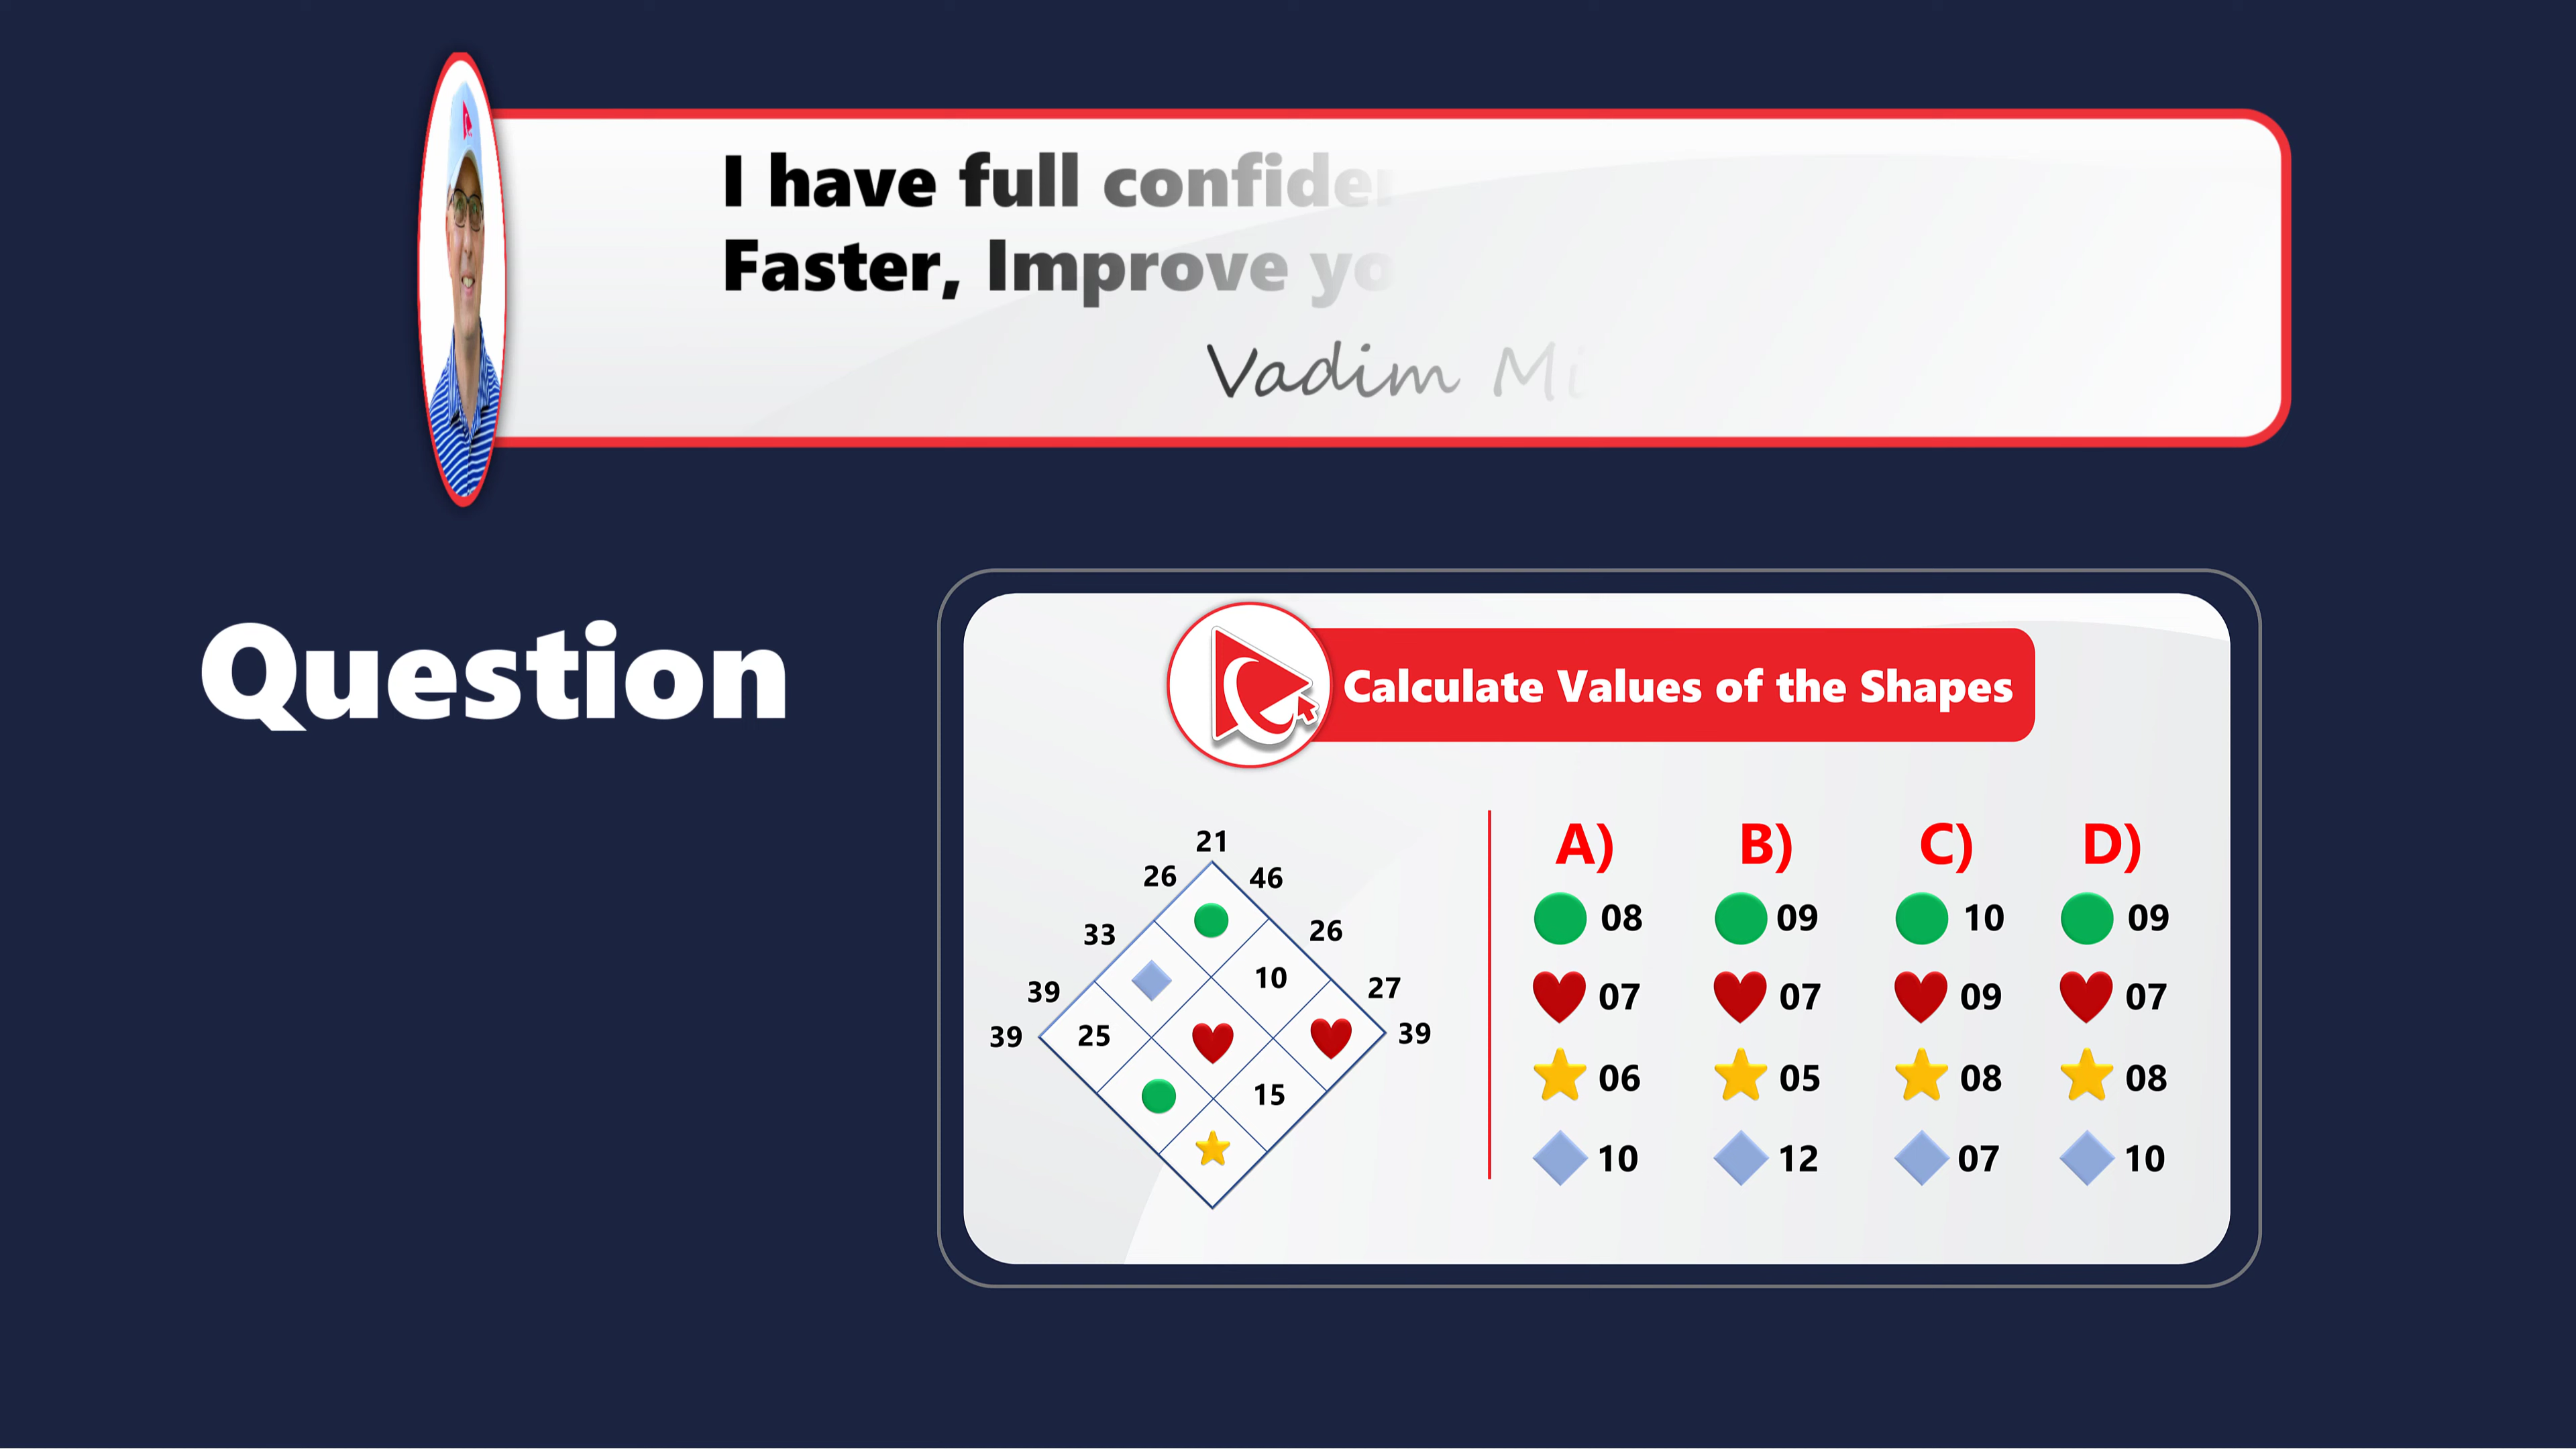 I have full confider
Faster, Improve yo
Vadim Mi
Question
Calculate Values of the Shapes
21
26 46
33 26
39 27
39 39
10
25
15
A) B) C) D)
08 09 10 09
07 07 09 07
06 05 08 08
10 12 07 10